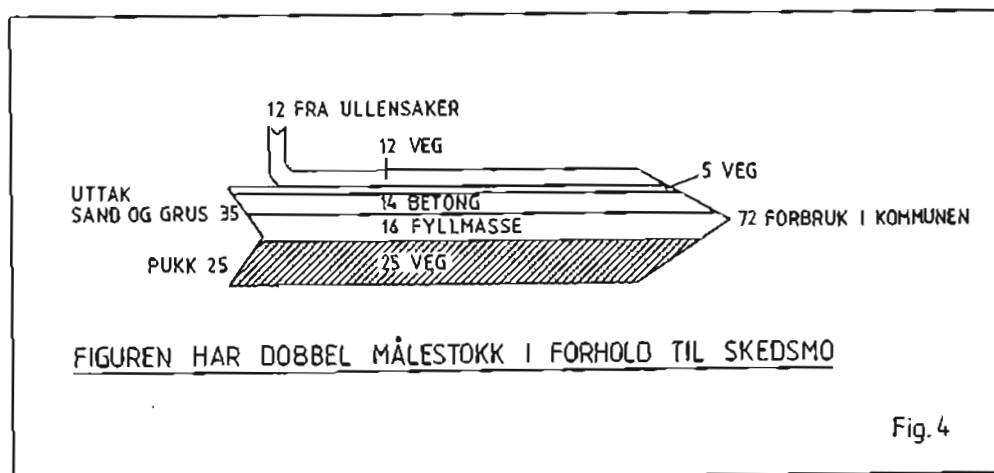 12 FRA ULLENSAKER
12 VEG
5 VEG
UTTAK
SAND OG GRUS 35
14 BETONG
16 FYLLMASSE
72 FORBRUK I KOMMUNEN
PUKK 25
25 VEG
FIGUREN HAR DOBBEL MÅLESTOKK I FORHOLD TIL SKEDSMO
Fig. 4